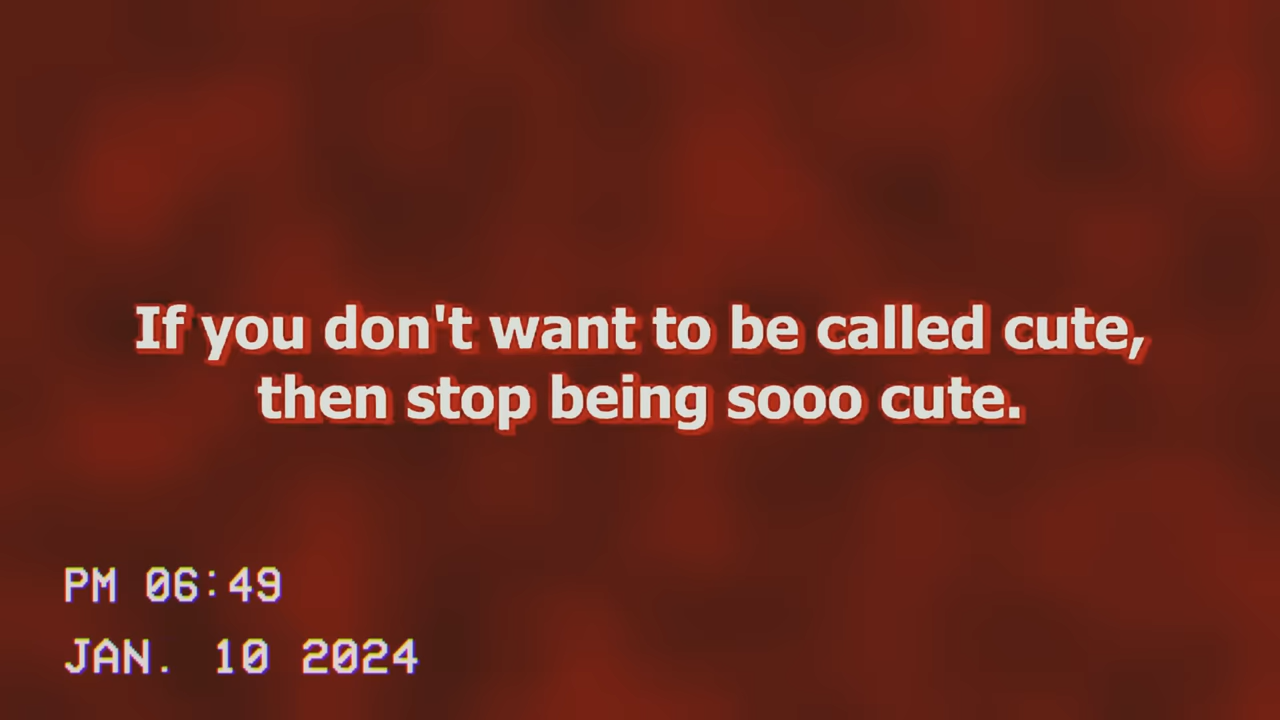 If you don't want to be called cute,
then stop being sooo cute.
PM 06:49
JAN. 10 2024